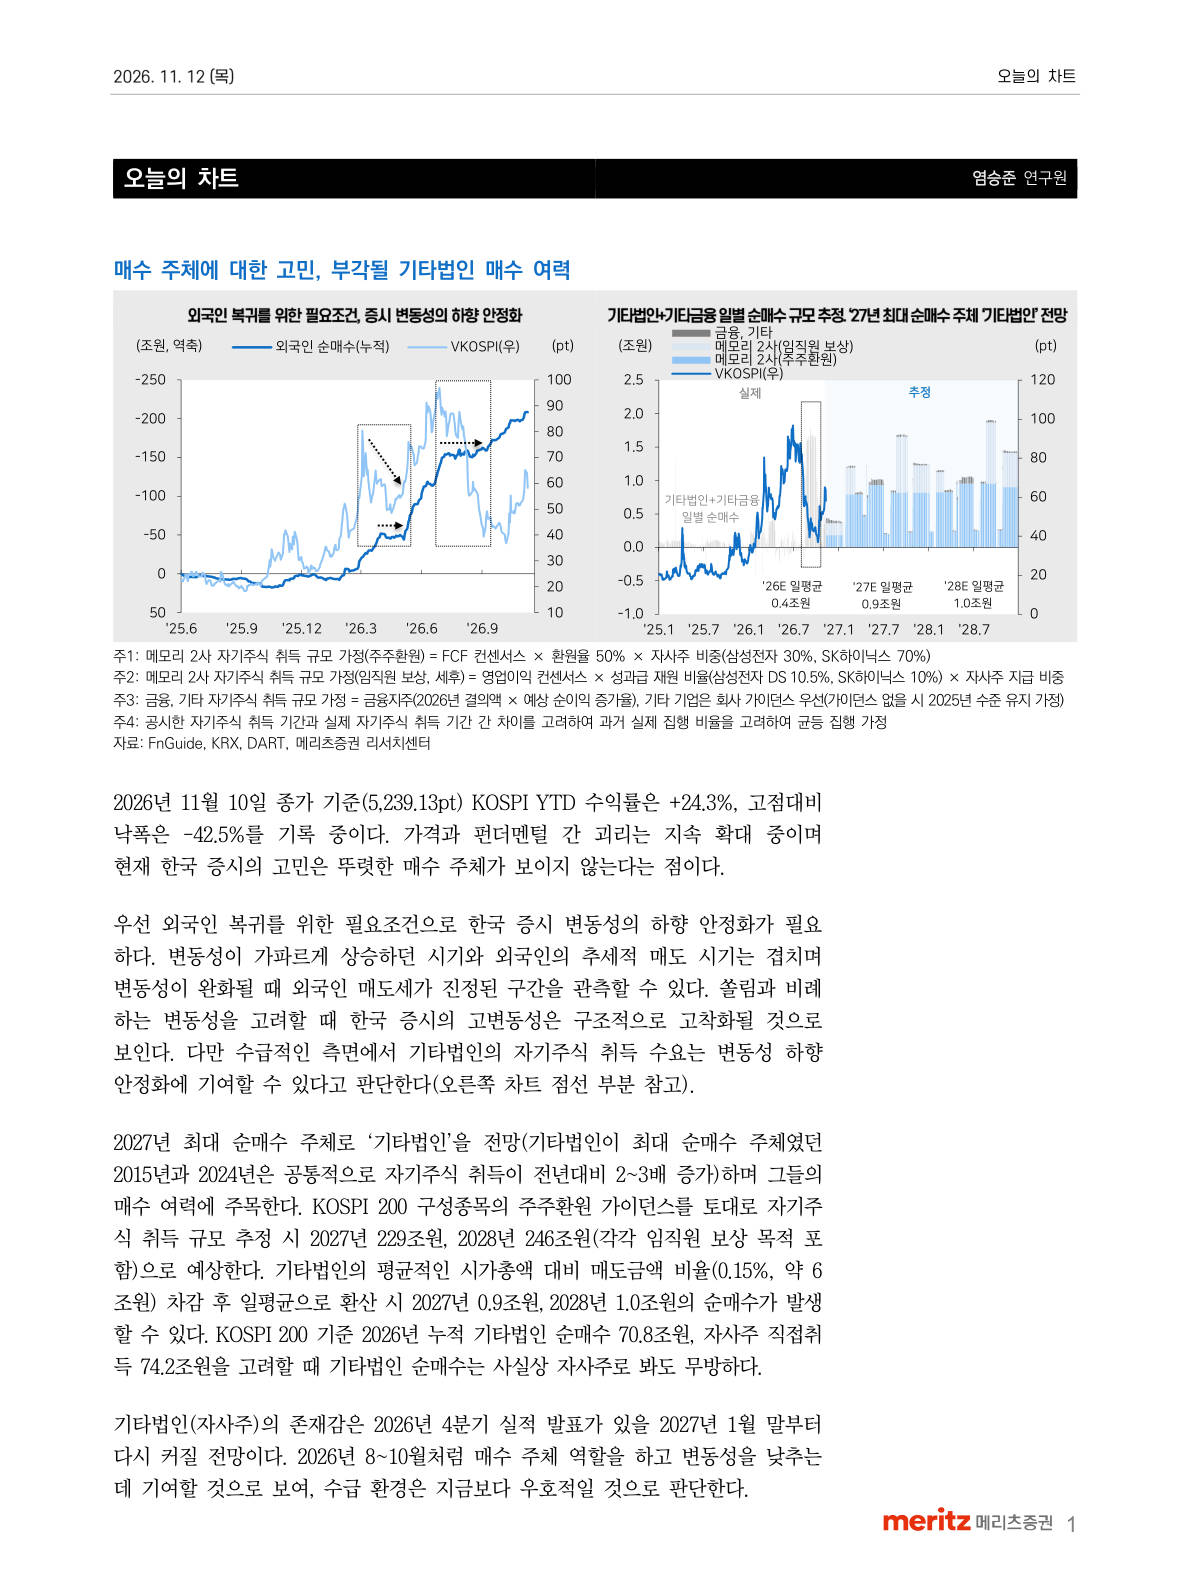 2026. 11. 12 (목)
오늘의 차트
오늘의 차트
염승준 연구원
매수 주체에 대한 고민, 부각될 기타법인 매수 여력
외국인 복귀를 위한 필요조건, 증시 변동성의 하향 안정화
(조원, 역축)
외국인 순매수(누적)
VKOSPI(우)
(pt)
-250
-200
-150
-100
-50
0
50
100
90
80
70
60
50
40
30
20
10
'25.6 '25.9 '25.12 '26.3 '26.6 '26.9
기타법인+기타금융 일별 순매수 규모 추정. '27년 최대 순매수 주체 '기타법인' 전망
(조원)
금융, 기타
메모리 2사(임직원 보상)
메모리 2사(주주환원)
VKOSPI(우)
(pt)
2.5
2.0
1.5
1.0
0.5
0.0
-0.5
-1.0
120
100
80
60
40
20
0
실제
추정
기타법인+기타금융
일별 순매수
'26E 일평균
0.4조원
'27E 일평균
0.9조원
'28E 일평균
1.0조원
'25.1 '25.7 '26.1 '26.7 '27.1 '27.7 '28.1 '28.7
주1: 메모리 2사 자기주식 취득 규모 가정(주주환원) = FCF 컨센서스 × 환원율 50% × 자사주 비중(삼성전자 30%, SK하이닉스 70%)
주2: 메모리 2사 자기주식 취득 규모 가정(임직원 보상, 세후) = 영업이익 컨센서스 × 성과급 재원 비율(삼성전자 DS 10.5%, SK하이닉스 10%) × 자사주 지급 비중
주3: 금융, 기타 자기주식 취득 규모 가정 = 금융지주(2026년 결의액 × 예상 순이익 증가율), 기타 기업은 회사 가이던스 우선(가이던스 없을 시 2025년 수준 유지 가정)
주4: 공시한 자기주식 취득 기간과 실제 자기주식 취득 기간 간 차이를 고려하여 과거 실제 집행 비율을 고려하여 균등 집행 가정
자료: FnGuide, KRX, DART, 메리츠증권 리서치센터
2026년 11월 10일 종가 기준(5,239.13pt) KOSPI YTD 수익률은 +24.3%, 고점대비
낙폭은 -42.5%를 기록 중이다. 가격과 펀더멘털 간 괴리는 지속 확대 중이며
현재 한국 증시의 고민은 뚜렷한 매수 주체가 보이지 않는다는 점이다.
우선 외국인 복귀를 위한 필요조건으로 한국 증시 변동성의 하향 안정화가 필요
하다. 변동성이 가파르게 상승하던 시기와 외국인의 추세적 매도 시기는 겹치며
변동성이 완화될 때 외국인 매도세가 진정된 구간을 관측할 수 있다. 쏠림과 비례
하는 변동성을 고려할 때 한국 증시의 고변동성은 구조적으로 고착화될 것으로
보인다. 다만 수급적인 측면에서 기타법인의 자기주식 취득 수요는 변동성 하향
안정화에 기여할 수 있다고 판단한다(오른쪽 차트 점선 부분 참고).
2027년 최대 순매수 주체로 ‘기타법인’을 전망(기타법인이 최대 순매수 주체였던
2015년과 2024년은 공통적으로 자기주식 취득이 전년대비 2~3배 증가)하며 그들의
매수 여력에 주목한다. KOSPI 200 구성종목의 주주환원 가이던스를 토대로 자기주
식 취득 규모 추정 시 2027년 229조원, 2028년 246조원(각각 임직원 보상 목적 포
함)으로 예상한다. 기타법인의 평균적인 시가총액 대비 매도금액 비율(0.15%, 약 6
조원) 차감 후 일평균으로 환산 시 2027년 0.9조원, 2028년 1.0조원의 순매수가 발생
할 수 있다. KOSPI 200 기준 2026년 누적 기타법인 순매수 70.8조원, 자사주 직접취
득 74.2조원을 고려할 때 기타법인 순매수는 사실상 자사주로 봐도 무방하다.
기타법인(자사주)의 존재감은 2026년 4분기 실적 발표가 있을 2027년 1월 말부터
다시 커질 전망이다. 2026년 8~10월처럼 매수 주체 역할을 하고 변동성을 낮추는
데 기여할 것으로 보여, 수급 환경은 지금보다 우호적일 것으로 판단한다.
meritz 메리츠증권 1